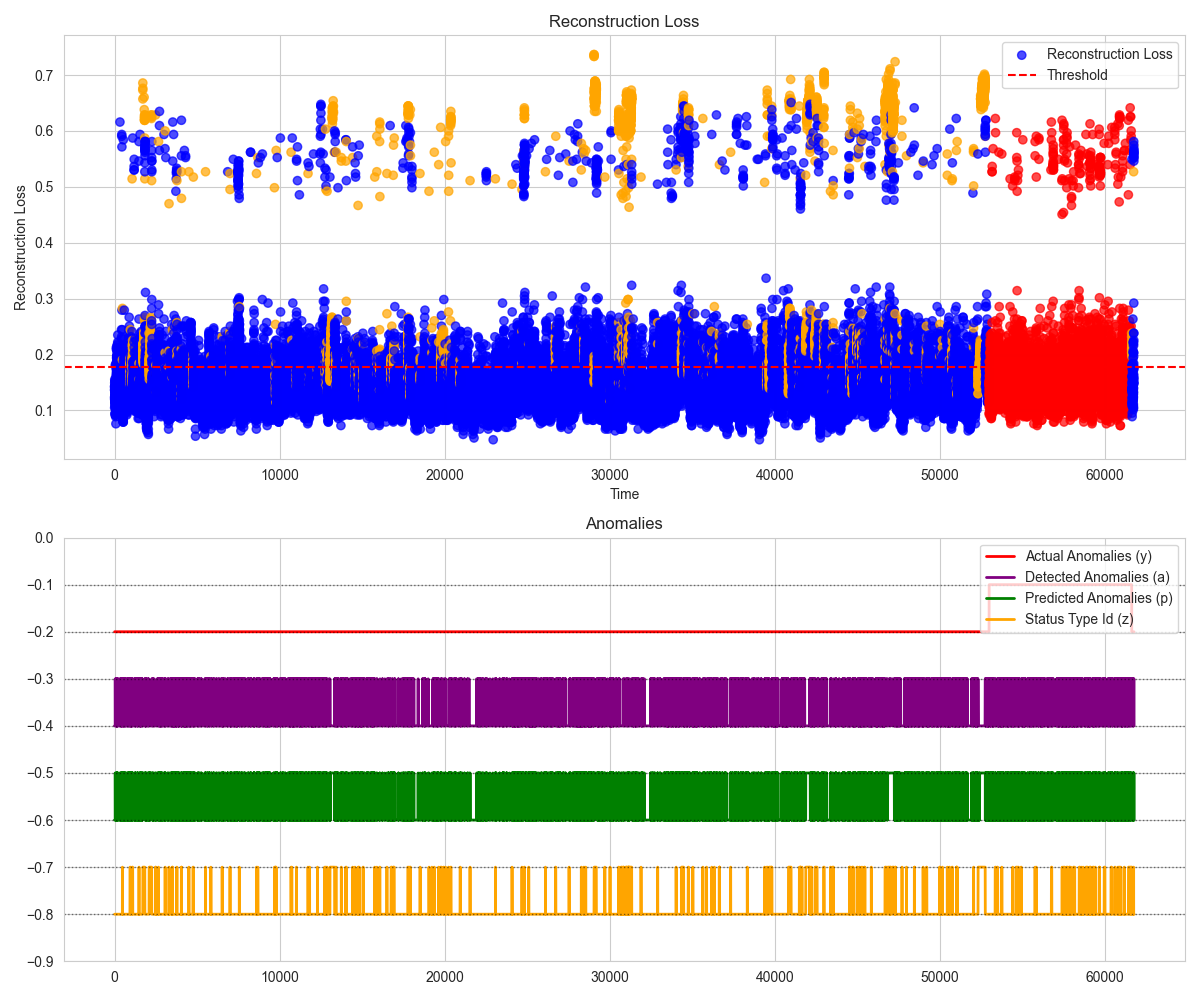 Reconstruction Loss
Reconstruction Loss
Threshold
Reconstruction Loss
0.7
0.6
0.5
0.4
0.3
0.2
0.1
0 10000 20000 30000 40000 50000 60000
Time
Anomalies
Actual Anomalies (y)
Detected Anomalies (a)
Predicted Anomalies (p)
Status Type Id (z)
0.0
−0.1
−0.2
−0.3
−0.4
−0.5
−0.6
−0.7
−0.8
−0.9
0 10000 20000 30000 40000 50000 60000